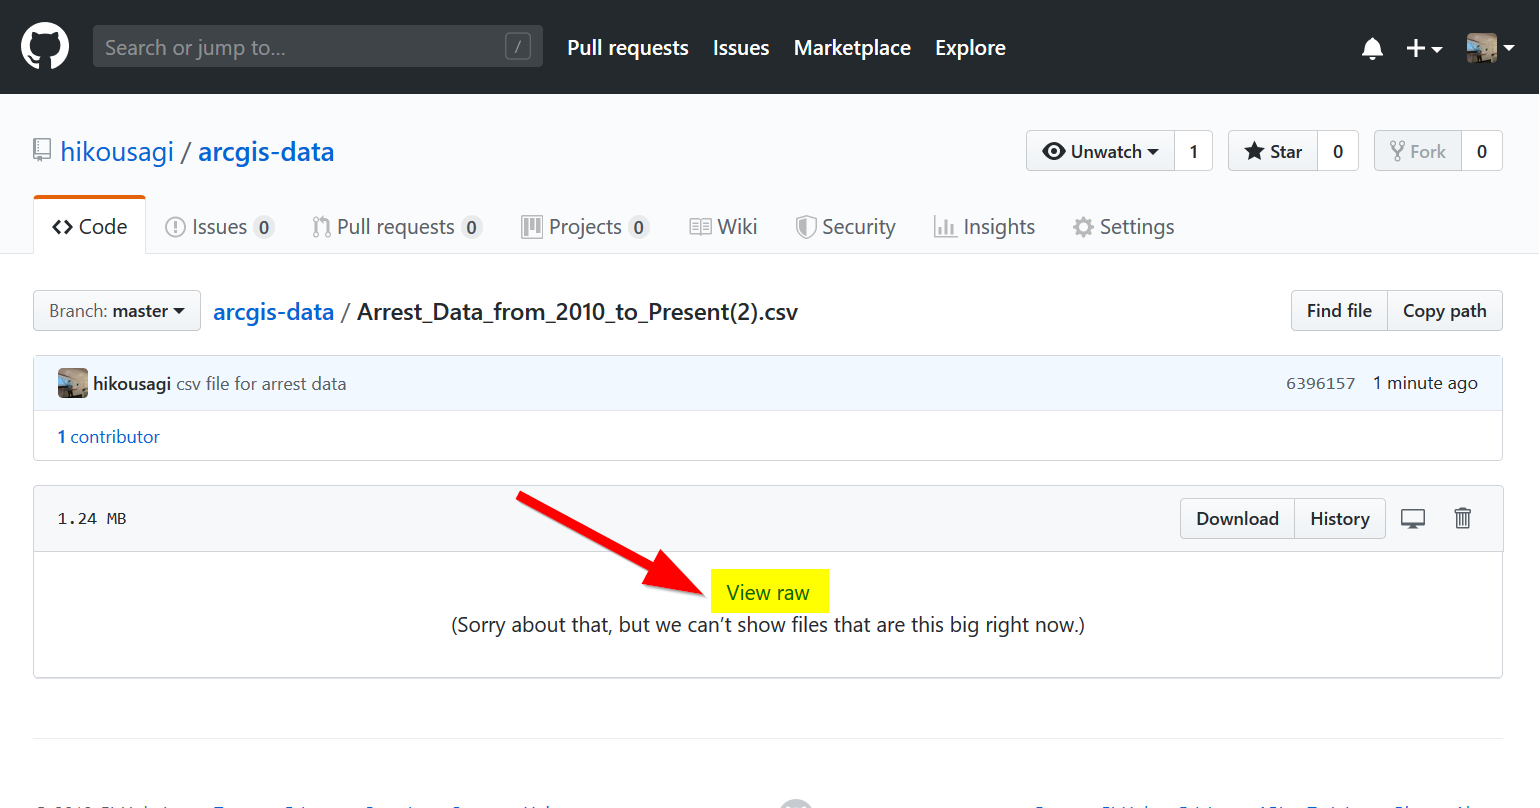 Search or jump to... /
Pull requests Issues Marketplace Explore
hikousagi / arcgis-data
Unwatch 1 Star 0 Fork 0
Code Issues 0 Pull requests 0 Projects 0 Wiki Security Insights Settings
Branch: master arcgis-data / Arrest_Data_from_2010_to_Present(2).csv
Find file Copy path
hikousagi csv file for arrest data 6396157 1 minute ago
1 contributor
1.24 MB Download History
View raw
(Sorry about that, but we can't show files that are this big right now.)